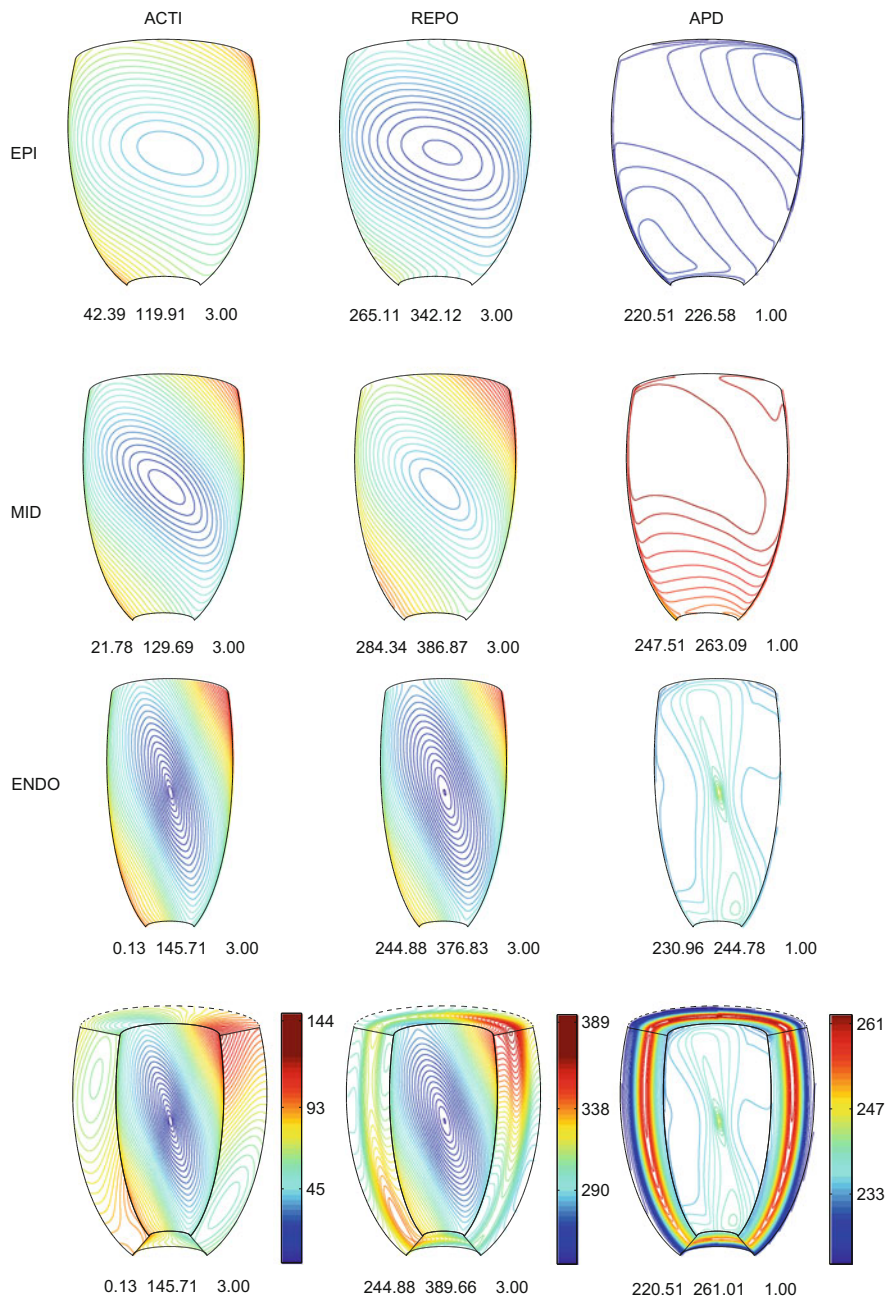 ACTI REPO APD
EPI
42.39 119.91 3.00 265.11 342.12 3.00 220.51 226.58 1.00
MID
21.78 129.69 3.00 284.34 386.87 3.00 247.51 263.09 1.00
ENDO
0.13 145.71 3.00 244.88 376.83 3.00 230.96 244.78 1.00
144 389 261
93 338 247
45 290 233
0.13 145.71 3.00 244.88 389.66 3.00 220.51 261.01 1.00